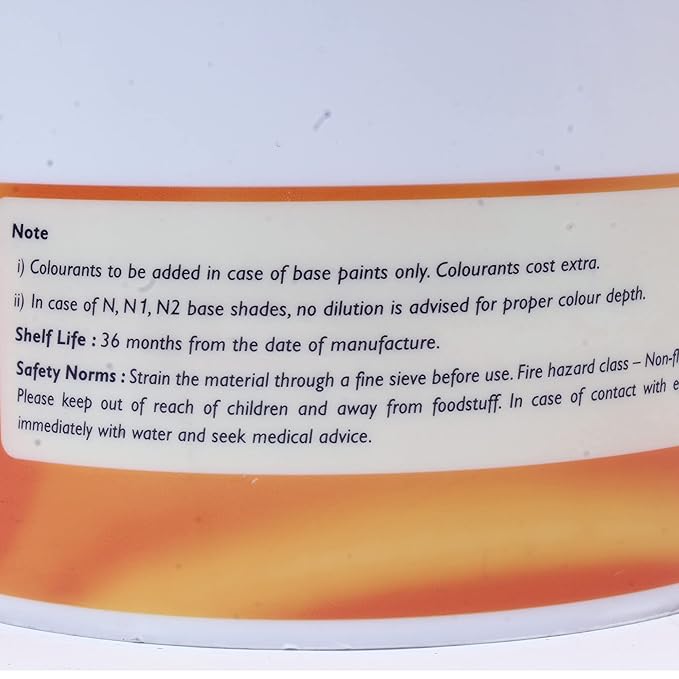 Note
i) Colourants to be added in case of base paints only. Colourants cost extra.
ii) In case of N, N1, N2 base shades, no dilution is advised for proper colour depth.
Shelf Life : 36 months from the date of manufacture.
Safety Norms : Strain the material through a fine sieve before use. Fire hazard class – Non-fl
Please keep out of reach of children and away from foodstuff. In case of contact with e
immediately with water and seek medical advice.